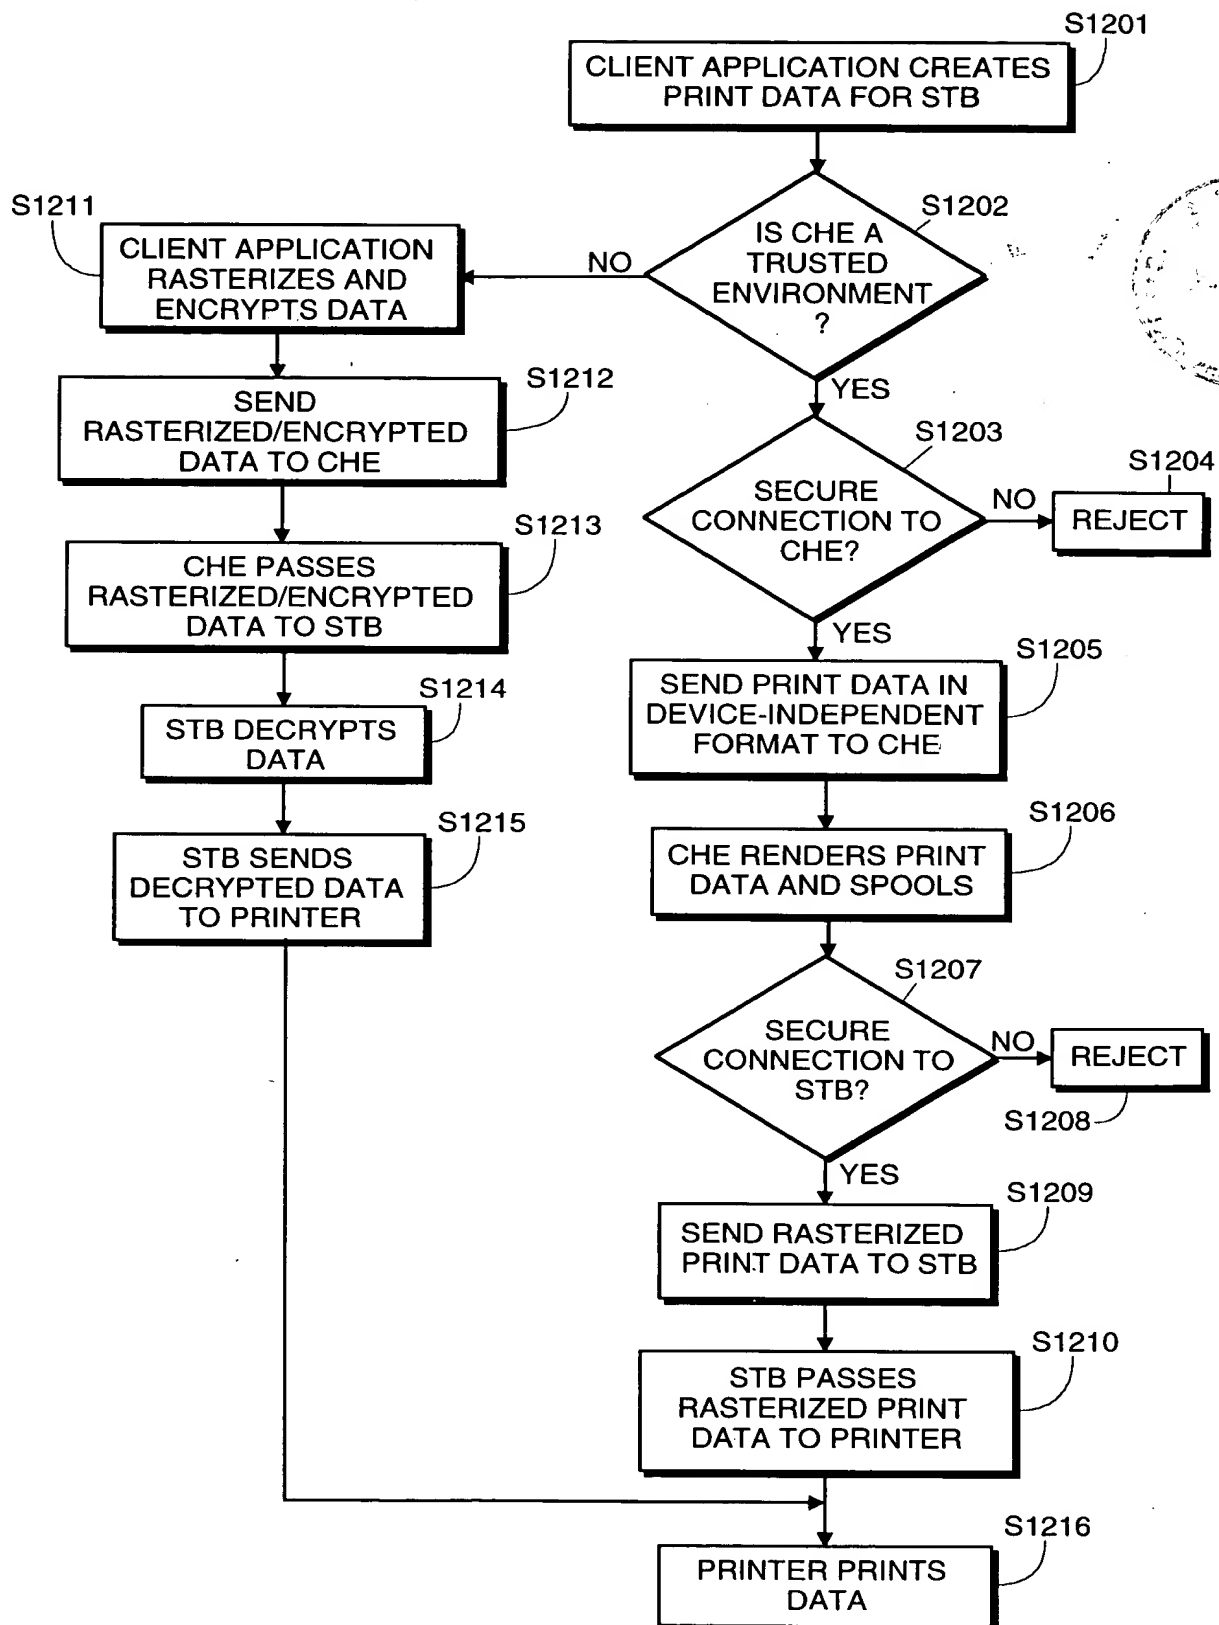 S1201
CLIENT APPLICATION CREATES
PRINT DATA FOR STB
S1202
IS CHE A
TRUSTED
ENVIRONMENT
?
NO
YES
S1211
CLIENT APPLICATION
RASTERIZES AND
ENCRYPTS DATA
S1212
SEND
RASTERIZED/ENCRYPTED
DATA TO CHE
S1213
CHE PASSES
RASTERIZED/ENCRYPTED
DATA TO STB
S1214
STB DECRYPTS
DATA
S1215
STB SENDS
DECRYPTED DATA
TO PRINTER
S1203
SECURE
CONNECTION TO
CHE?
NO
S1204
REJECT
YES
S1205
SEND PRINT DATA IN
DEVICE-INDEPENDENT
FORMAT TO CHE
S1206
CHE RENDERS PRINT
DATA AND SPOOLS
S1207
SECURE
CONNECTION TO
STB?
NO
REJECT
S1208
YES
S1209
SEND RASTERIZED
PRINT DATA TO STB
S1210
STB PASSES
RASTERIZED PRINT
DATA TO PRINTER
S1216
PRINTER PRINTS
DATA